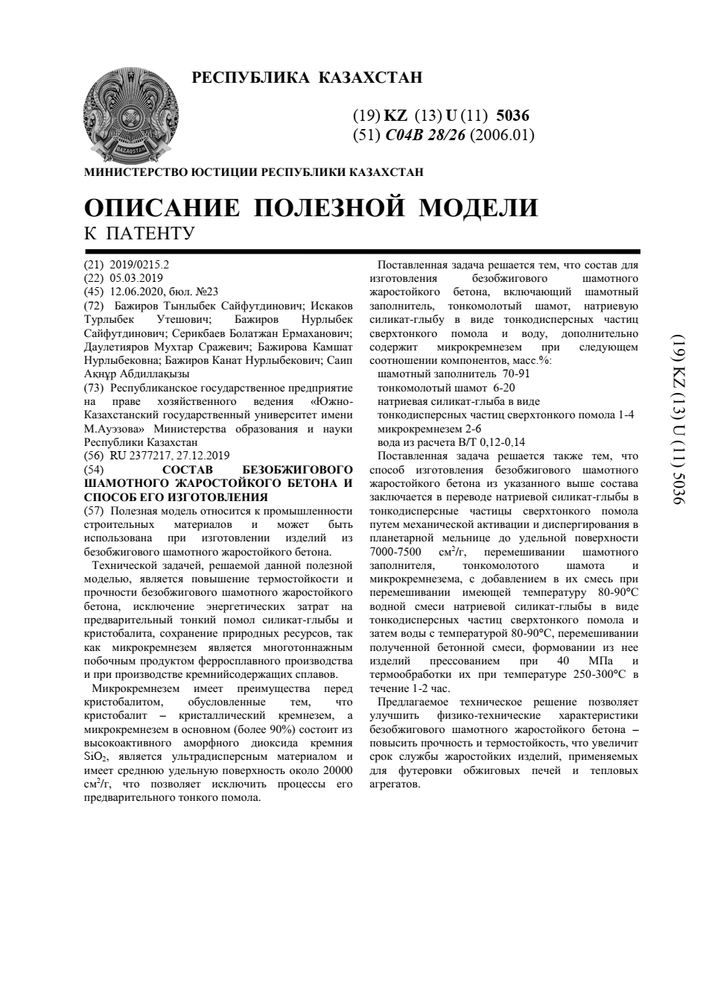 РЕСПУБЛИКА КАЗАХСТАН
(19) KZ (13) U (11) 5036
(51) C04B 28/26 (2006.01)
QAZAQSTAN
МИНИСТЕРСТВО ЮСТИЦИИ РЕСПУБЛИКИ КАЗАХСТАН
ОПИСАНИЕ ПОЛЕЗНОЙ МОДЕЛИ
К ПАТЕНТУ
(21) 2019/0215.2
(22) 05.03.2019
(45) 12.06.2020, бюл. №23
(72) Бажиров Тынлыбек Сайфутдинович; Искаков
Турлыбек Утешович; Бажиров Нурлыбек
Сайфутдинович; Серикбаев Болатжан Ермаханович;
Даулетияров Мухтар Сражевич; Бажирова Камшат
Нурлыбековна; Бажиров Канат Нурлыбекович; Саип
Ақнұр Абдиллақызы
(73) Республиканское государственное предприятие
на праве хозяйственного ведения «Южно-
Казахстанский государственный университет имени
М.Ауэзова» Министерства образования и науки
Республики Казахстан
(56) RU 2377217, 27.12.2019
(54) СОСТАВ БЕЗОБЖИГОВОГО
ШАМОТНОГО ЖАРОСТОЙКОГО БЕТОНА И
СПОСОБ ЕГО ИЗГОТОВЛЕНИЯ
(57) Полезная модель относится к промышленности
строительных материалов и может быть
использована при изготовлении изделий из
безобжигового шамотного жаростойкого бетона.
Технической задачей, решаемой данной полезной
моделью, является повышение термостойкости и
прочности безобжигового шамотного жаростойкого
бетона, исключение энергетических затрат на
предварительный тонкий помол силикат-глыбы и
кристобалита, сохранение природных ресурсов, так
как микрокремнезем является многотоннажным
побочным продуктом ферросплавного производства
и при производстве кремнийсодержащих сплавов.
Микрокремнезем имеет преимущества перед
кристобалитом, обусловленные тем, что
кристобалит – кристаллический кремнезем, а
микрокремнезем в основном (более 90%) состоит из
высокоактивного аморфного диоксида кремния
SiO₂, является ультрадисперсным материалом и
имеет среднюю удельную поверхность около 20000
см²/г, что позволяет исключить процессы его
предварительного тонкого помола.
Поставленная задача решается тем, что состав для
изготовления безобжигового шамотного
жаростойкого бетона, включающий шамотный
заполнитель, тонкомолотый шамот, натриевую
силикат-глыбу в виде тонкодисперсных частиц
сверхтонкого помола и воду, дополнительно
содержит микрокремнезем при следующем
соотношении компонентов, масс.%:
шамотный заполнитель 70-91
тонкомолотый шамот 6-20
натриевая силикат-глыба в виде
тонкодисперсных частиц сверхтонкого помола 1-4
микрокремнезем 2-6
вода из расчета В/Т 0,12-0,14
Поставленная задача решается также тем, что
способ изготовления безобжигового шамотного
жаростойкого бетона из указанного выше состава
заключается в переводе натриевой силикат-глыбы в
тонкодисперсные частицы сверхтонкого помола
путем механической активации и диспергирования в
планетарной мельнице до удельной поверхности
7000-7500 см²/г, перемешивании шамотного
заполнителя, тонкомолотого шамота и
микрокремнезема, с добавлением в их смесь при
перемешивании имеющей температуру 80-90°С
водной смеси натриевой силикат-глыбы в виде
тонкодисперсных частиц сверхтонкого помола и
затем воды с температурой 80-90°С, перемешивании
полученной бетонной смеси, формовании из нее
изделий прессованием при 40 МПа и
термообработки их при температуре 250-300°С в
течение 1-2 час.
Предлагаемое техническое решение позволяет
улучшить физико-технические характеристики
безобжигового шамотного жаростойкого бетона –
повысить прочность и термостойкость, что увеличит
срок службы жаростойких изделий, применяемых
для футеровки обжиговых печей и тепловых
агрегатов.
(19) KZ (13) U (11) 5036